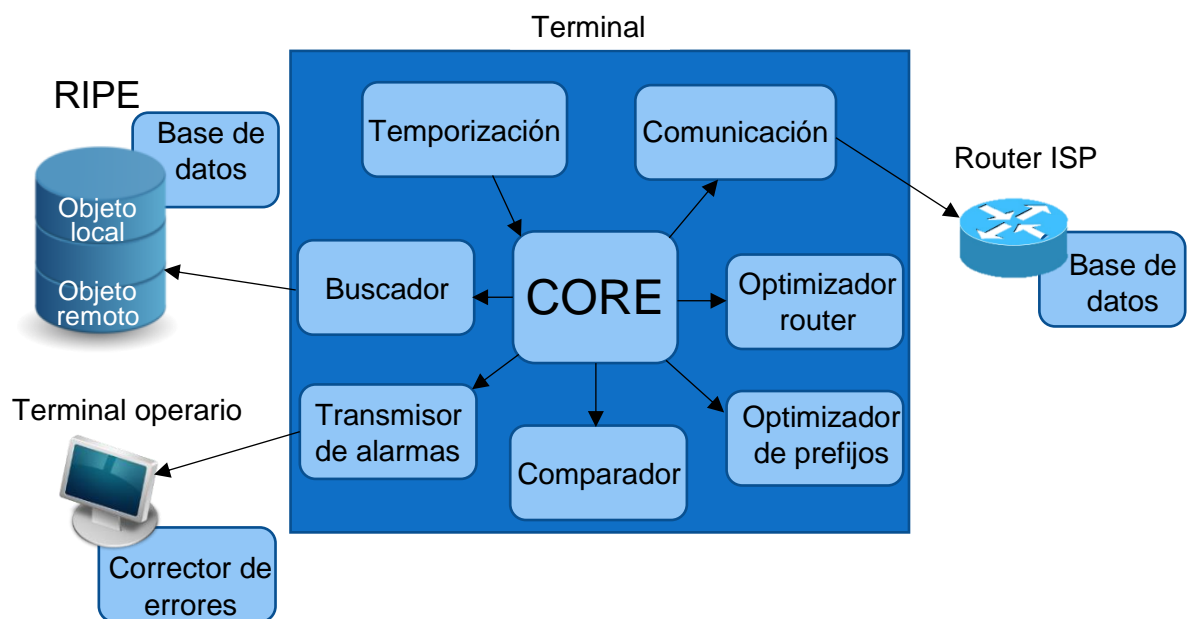 Terminal
RIPE
Base de
datos
Objeto
local
Objeto
remoto
Temporización
Comunicación
Router ISP
Base de
datos
Buscador
CORE
Optimizador
router
Terminal operario
Transmisor
de alarmas
Comparador
Optimizador
de prefijos
Corrector de
errores